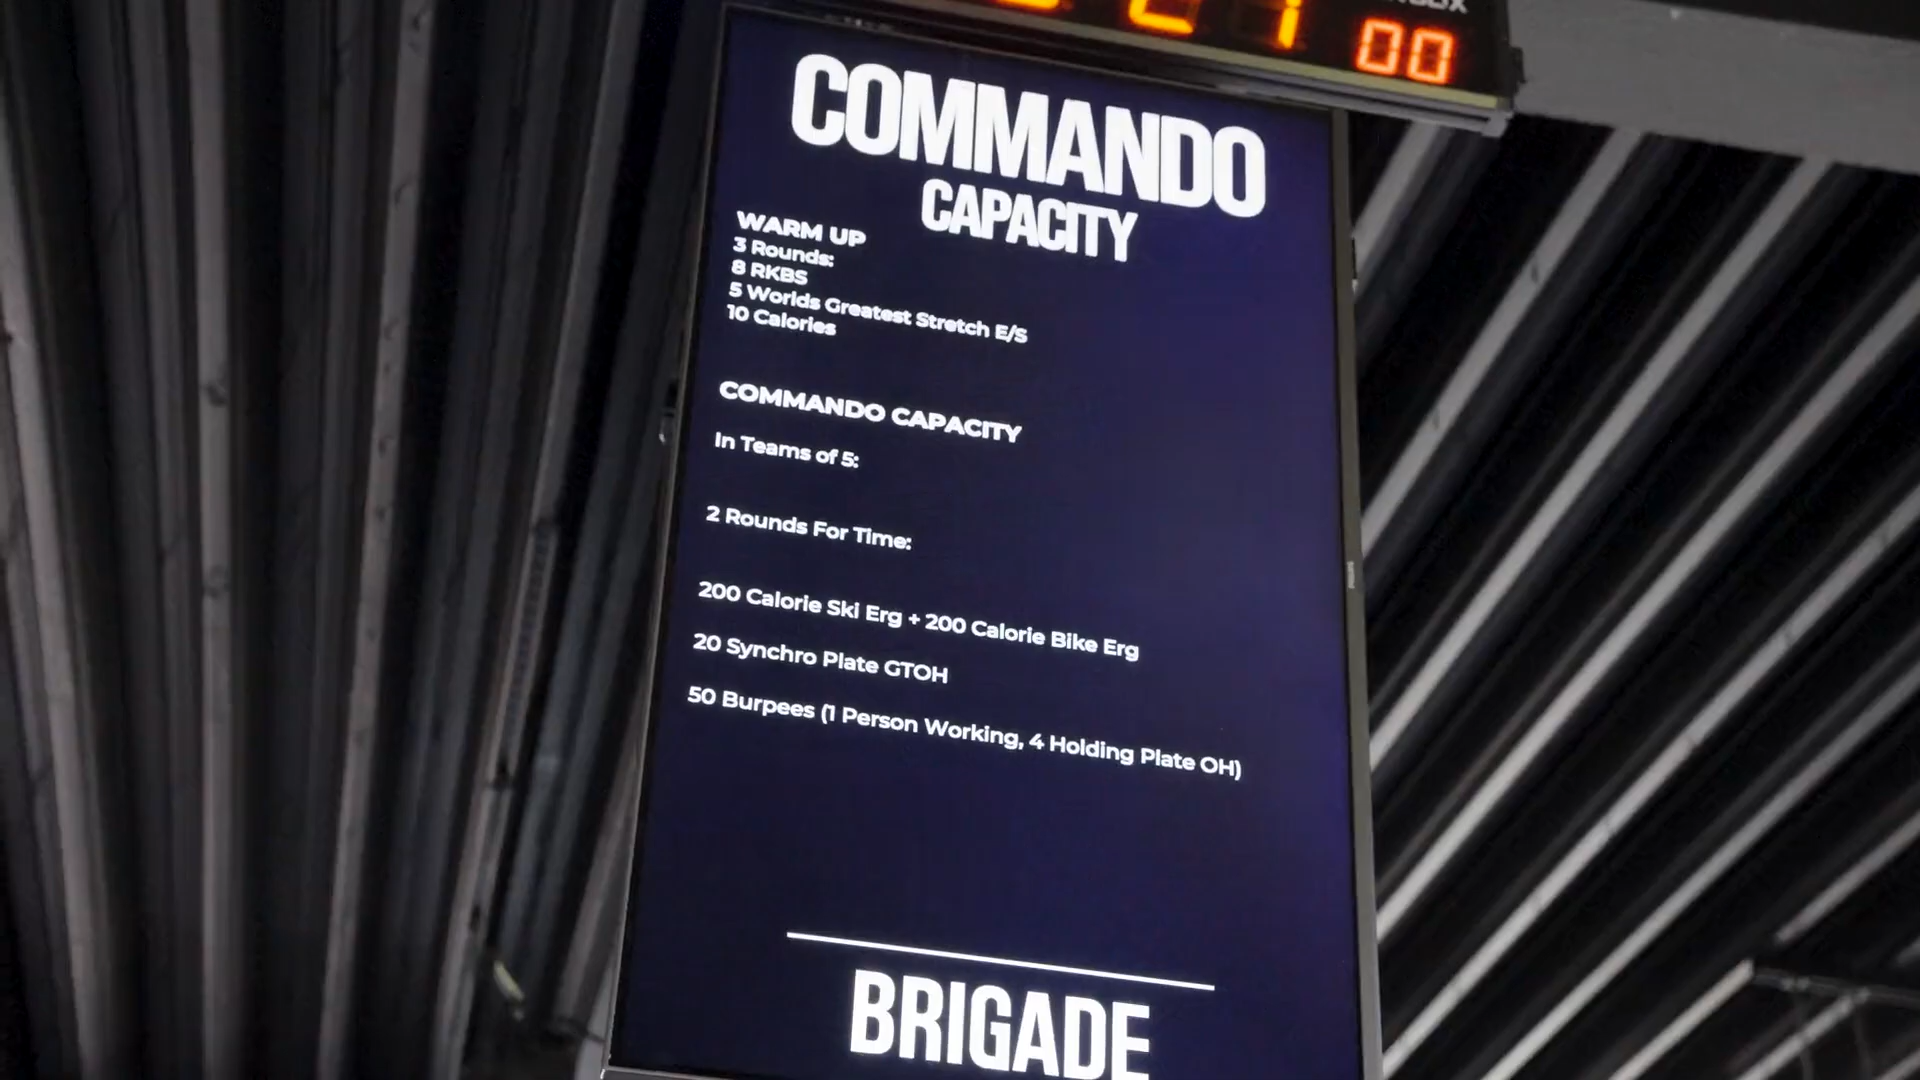 00
COMMANDO
CAPACITY
WARM UP
3 Rounds:
8 RKBS
5 Worlds Greatest Stretch E/S
10 Calories
COMMANDO CAPACITY
In Teams of 5:
2 Rounds For Time:
200 Calorie Ski Erg + 200 Calorie Bike Erg
20 Synchro Plate GTOH
50 Burpees (1 Person Working, 4 Holding Plate OH)
BRIGADE